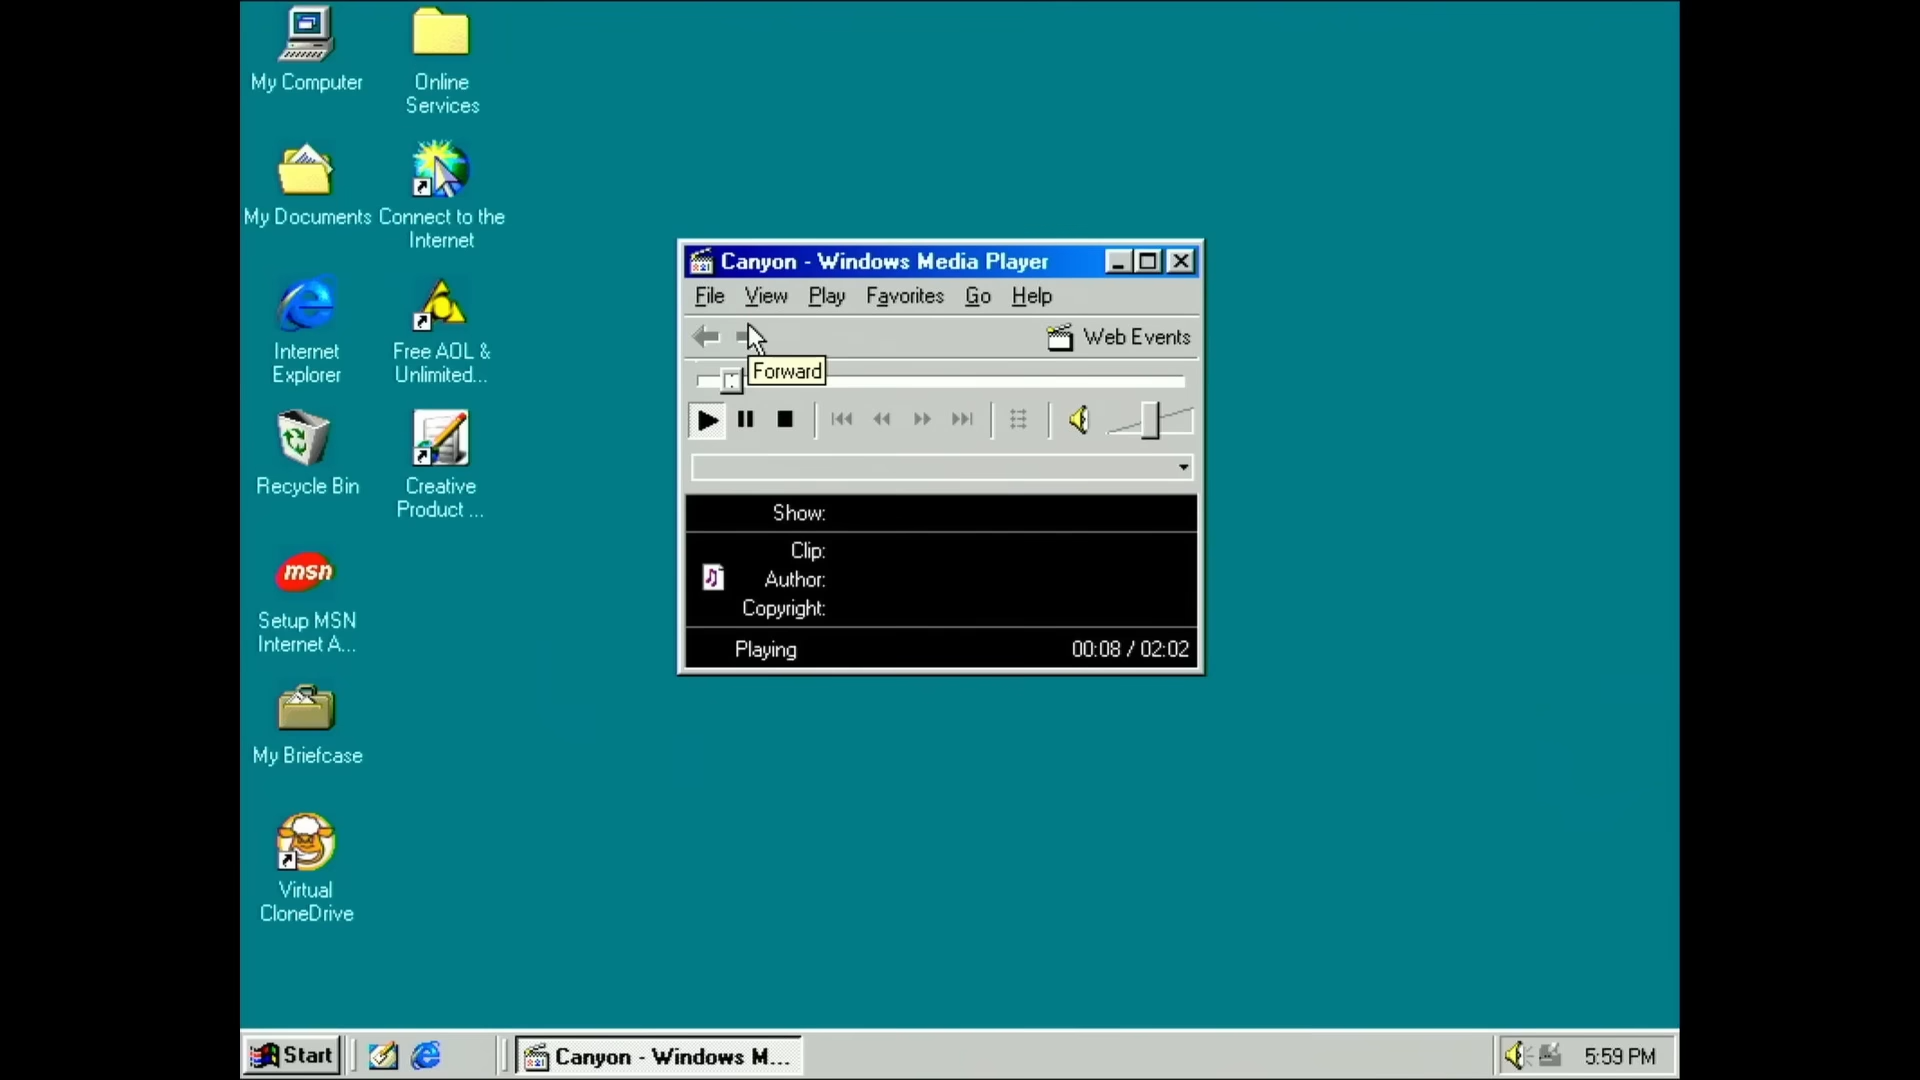 My Computer
Online
Services
My Documents
Connect to the
Internet
Internet
Explorer
Free AOL &
Unlimited...
Recycle Bin
Creative
Product ...
msn
Setup MSN
Internet A...
My Briefcase
Virtual
CloneDrive
Canyon - Windows Media Player
File View Play Favorites Go Help
Web Events
Forward
Show:
Clip:
Author:
Copyright:
Playing 00:08 / 02:02
Start
Canyon - Windows M...
5:59 PM